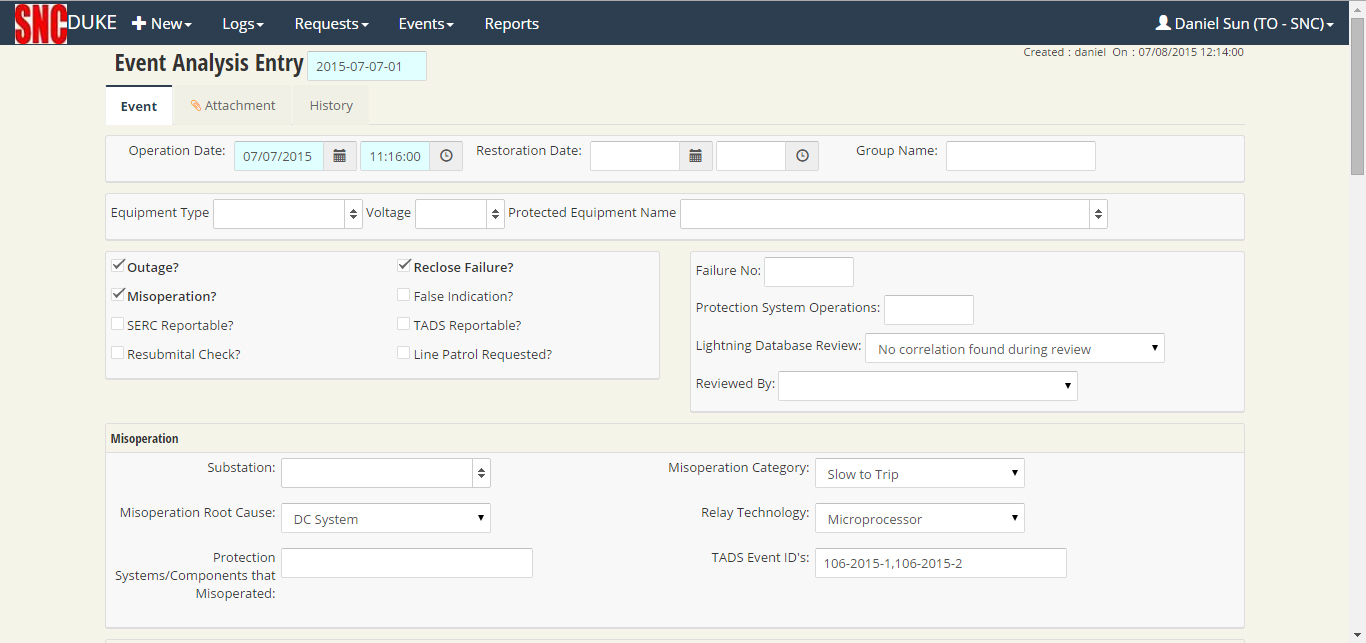 SNC DUKE New Logs Requests Events Reports Daniel Sun (TO - SNC)
Created : daniel On : 07/08/2015 12:14:00
Event Analysis Entry 2015-07-07-01
Event Attachment History
Operation Date: 07/07/2015 11:16:00 Restoration Date: Group Name:
Equipment Type Voltage Protected Equipment Name
Outage? Reclose Failure?
Misoperation? False Indication?
SERC Reportable? TADS Reportable?
Resubmital Check? Line Patrol Requested?
Failure No:
Protection System Operations:
Lightning Database Review: No correlation found during review
Reviewed By:
Misoperation
Substation: Misoperation Category: Slow to Trip
Misoperation Root Cause: DC System Relay Technology: Microprocessor
Protection
Systems/Components that
Misoperated:
TADS Event ID's: 106-2015-1,106-2015-2